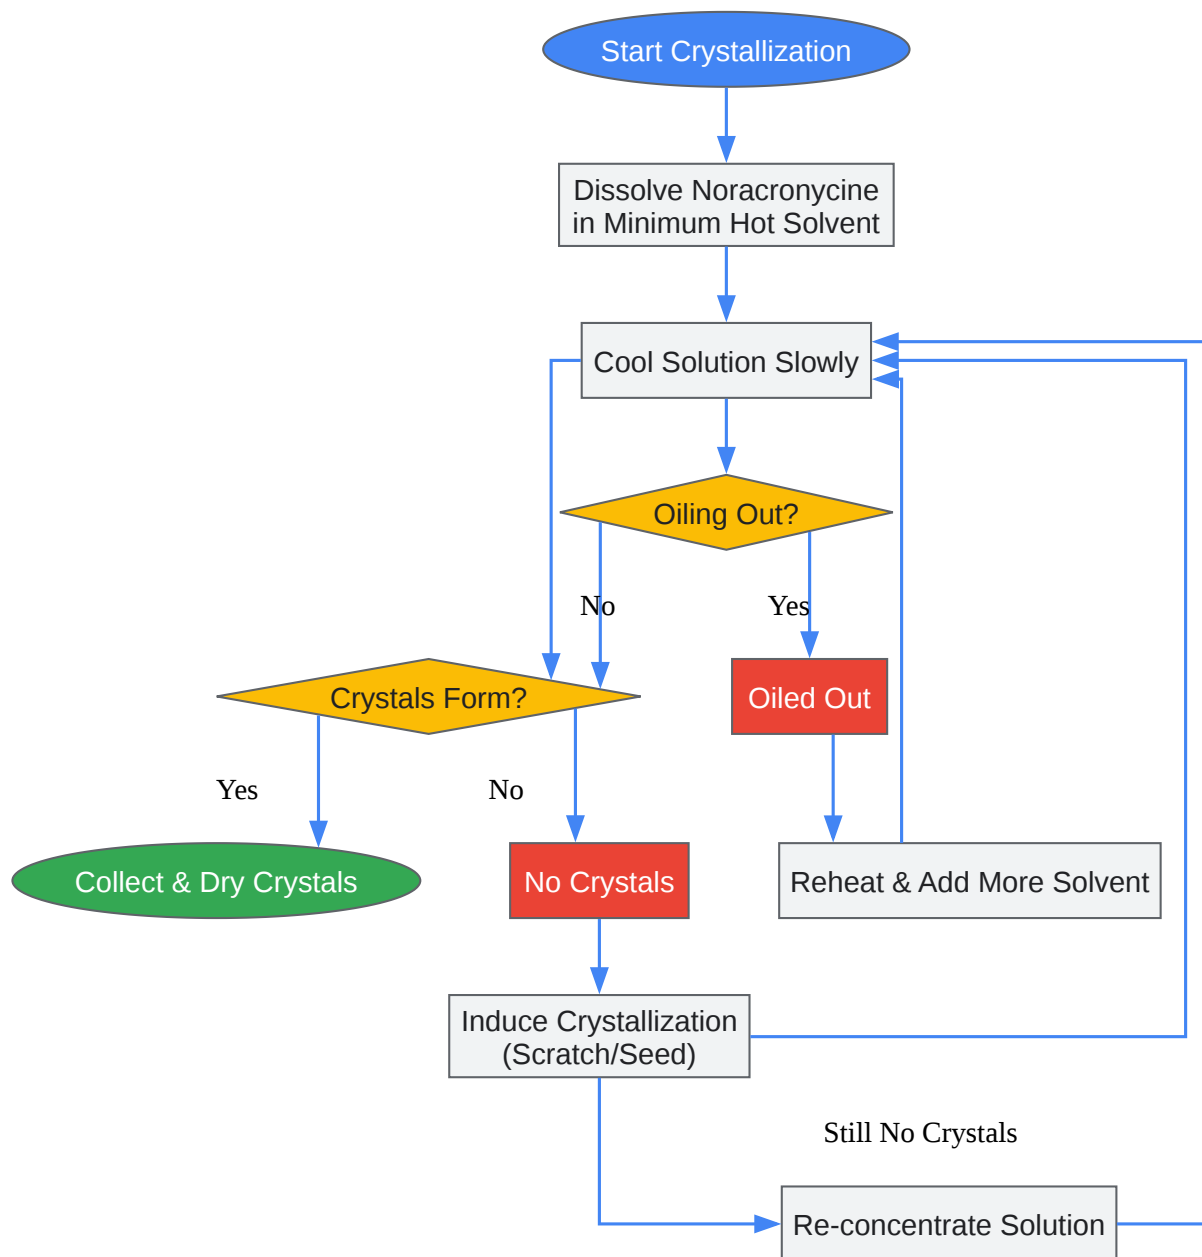 Start Crystallization
Dissolve Noracronycine
in Minimum Hot Solvent
Cool Solution Slowly
Oiling Out?
No
Yes
Crystals Form?
Oiled Out
Yes
No
Collect & Dry Crystals
No Crystals
Reheat & Add More Solvent
Induce Crystallization
(Scratch/Seed)
Still No Crystals
Re-concentrate Solution